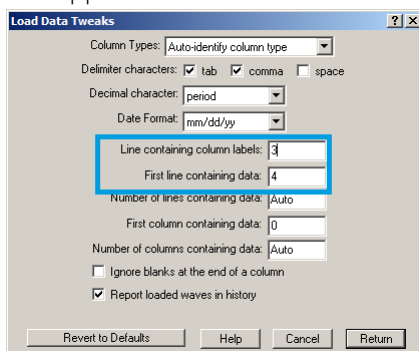 Load Data Tweaks
Column Types: Auto-identify column type
Delimiter characters: tab comma space
Decimal character: period
Date Format: mm/dd/yy
Line containing column labels: 3
First line containing data: 4
Number of lines containing data: Auto
First column containing data: 0
Number of columns containing data: Auto
Ignore blanks at the end of a column
Report loaded waves in history
Revert to Defaults Help Cancel Return